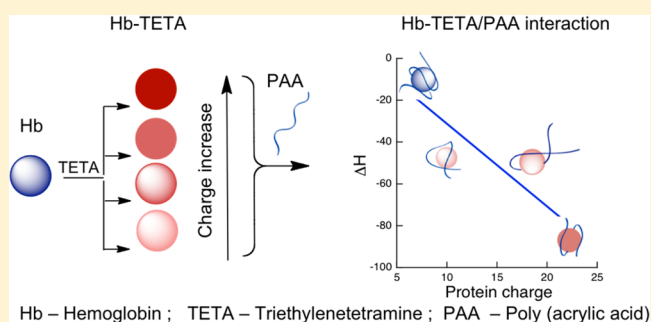 Hb-TETA
Hb-TETA/PAA interaction
Hb
TETA
Charge increase
PAA
ΔH
0
-20
-40
-60
-80
-100
5 10 15 20 25
Protein charge
Hb – Hemoglobin ; TETA – Triethylenetetramine ; PAA – Poly (acrylic acid)